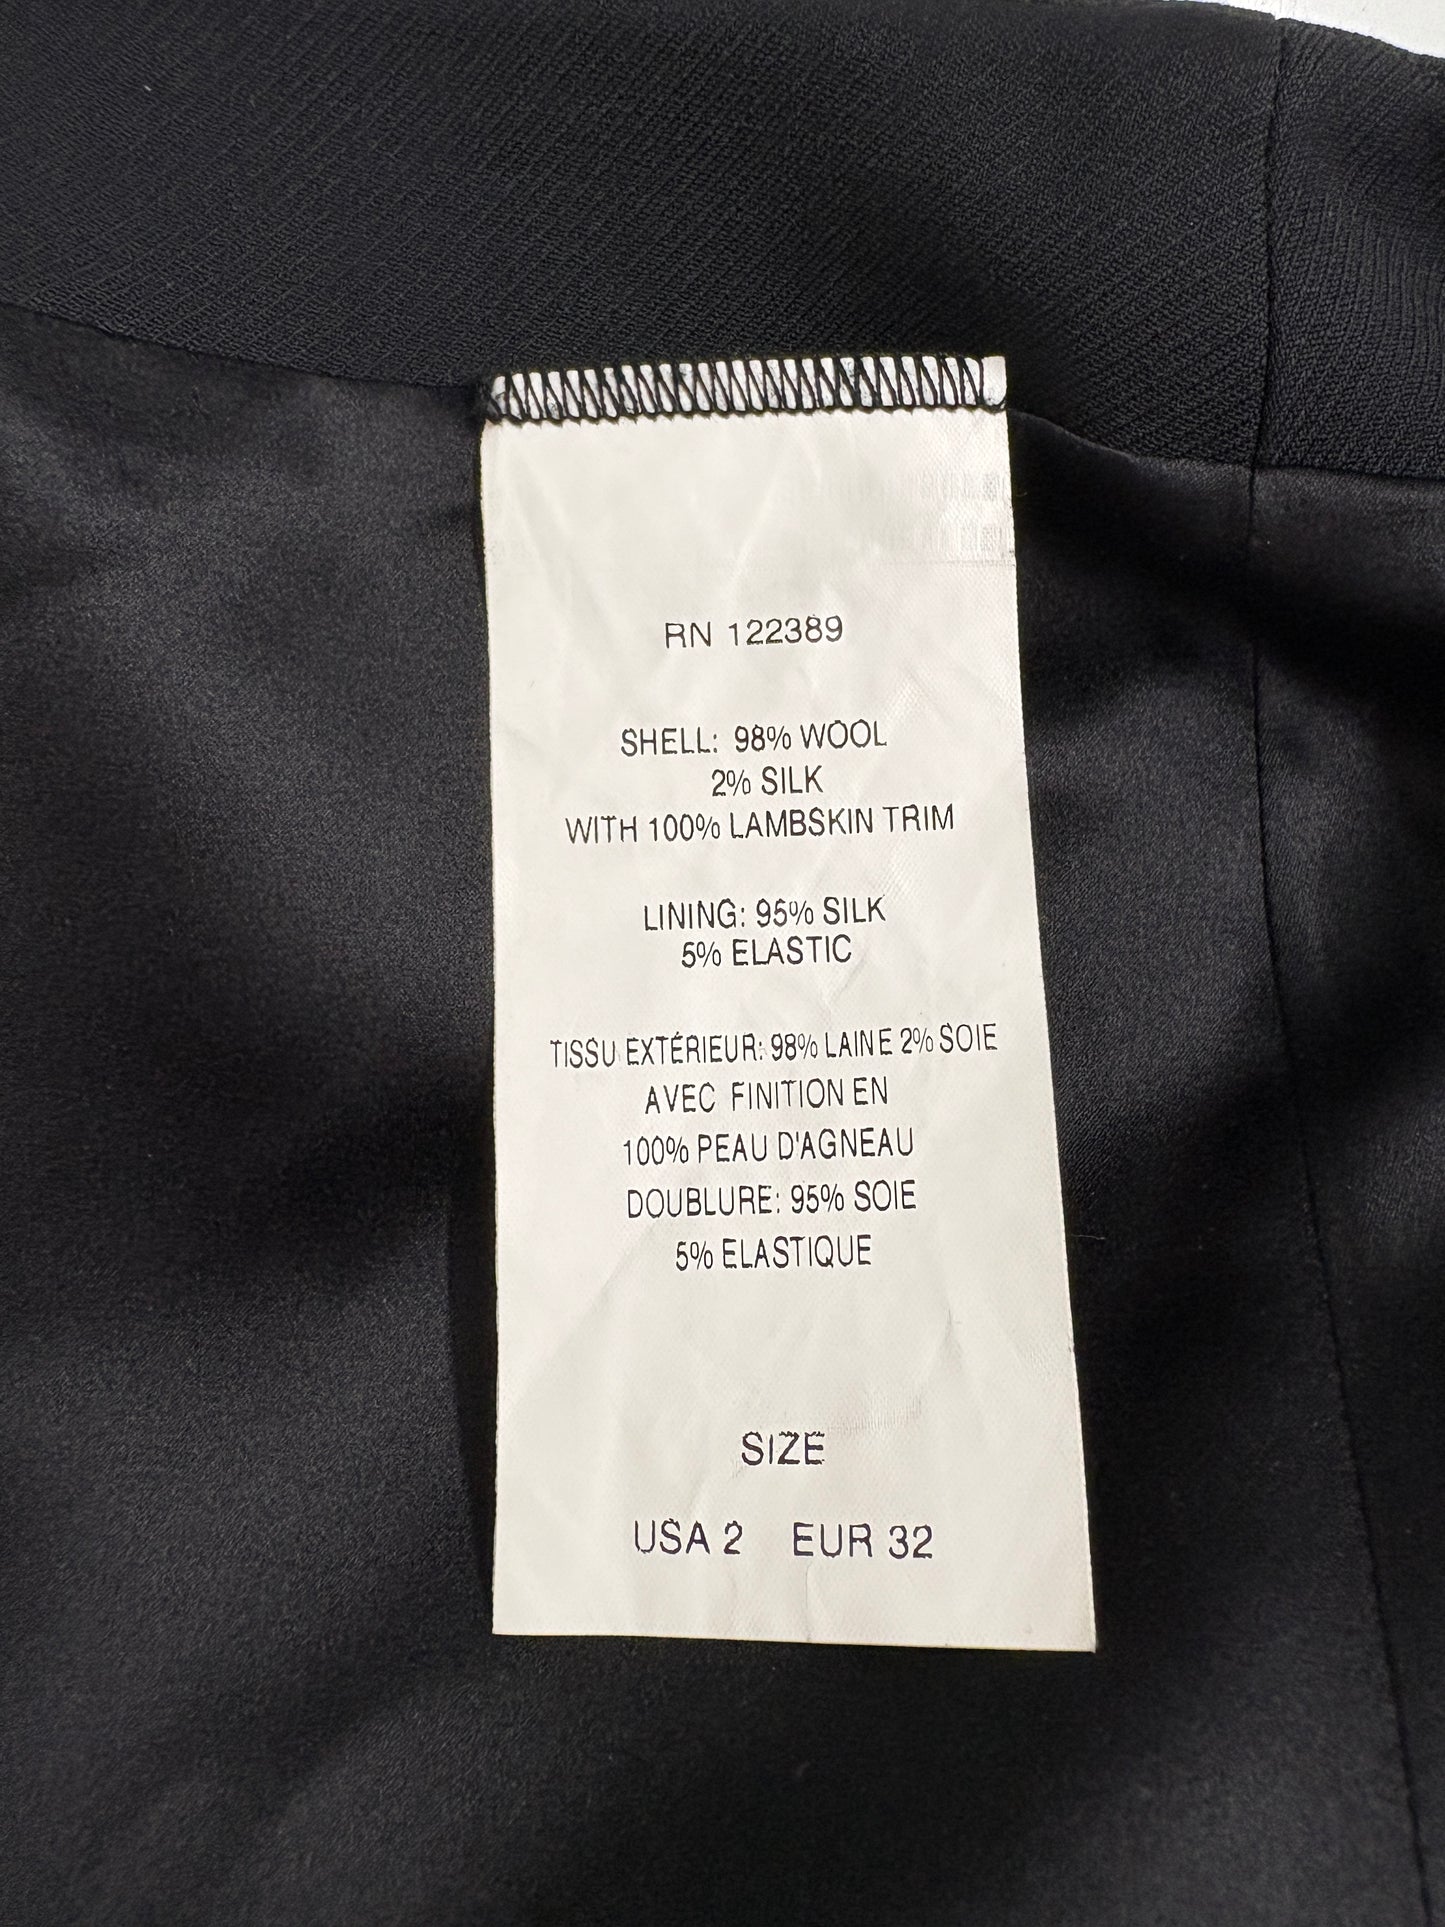 RN 122389
SHELL: 98% WOOL
2% SILK
WITH 100% LAMBSKIN TRIM
LINING: 95% SILK
5% ELASTIC
TISSU EXTÉRIEUR: 98% LAINE 2% SOIE
AVEC FINITION EN
100% PEAU D'AGNEAU
DOUBLURE: 95% SOIE
5% ELASTIQUE
SIZE
USA 2 EUR 32